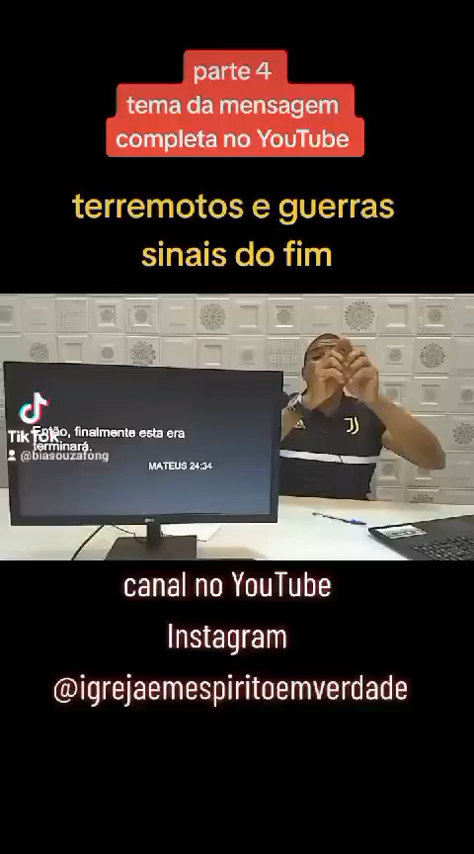 parte 4
tema da mensagem
completa no YouTube
terremotos e guerras
sinais do fim
Então, finalmente esta era
terminará.
MATEUS 24:34
TikTok
@biasouzafong
canal no YouTube
Instagram
@igrejaemespiritoemverdade